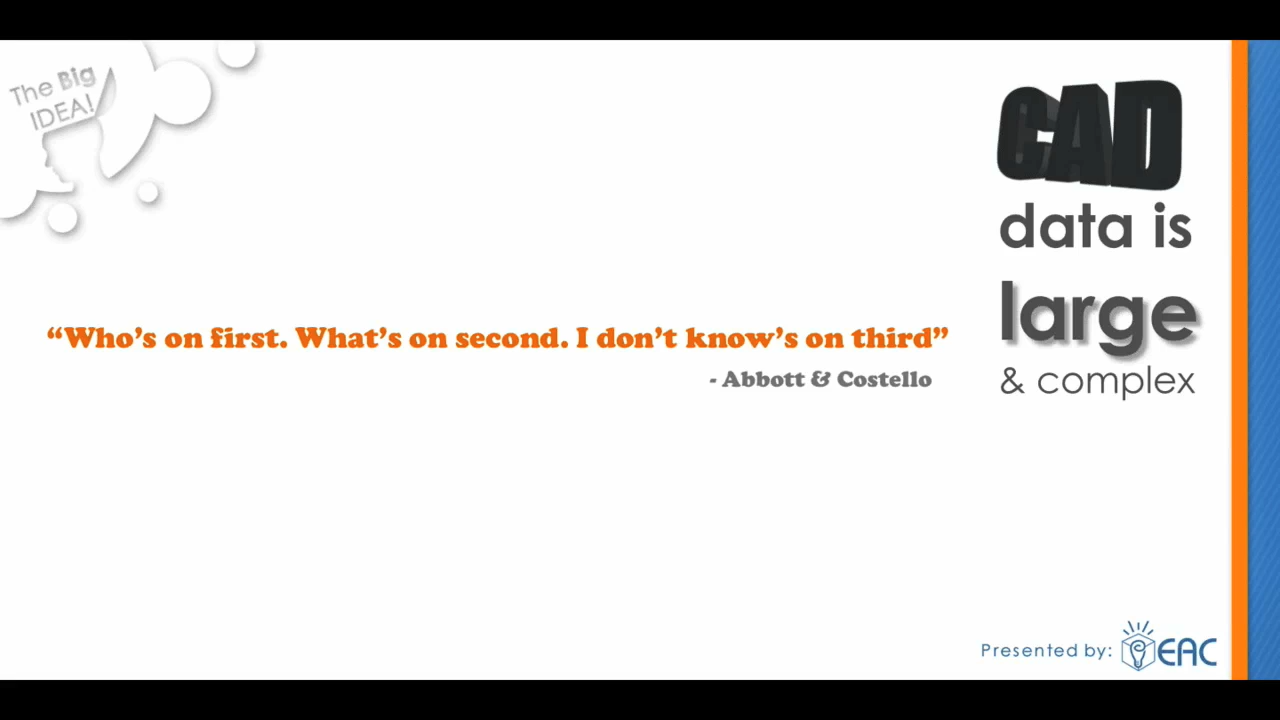 The Big
IDEA!
CAD
data is
large
& complex
“Who’s on first. What’s on second. I don’t know’s on third”
- Abbott & Costello
Presented by: EAC